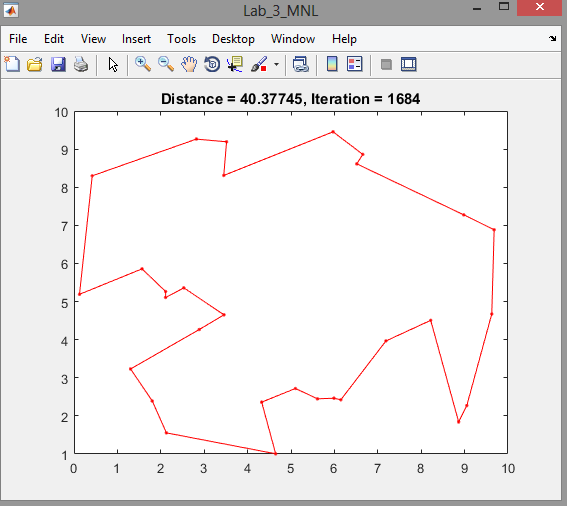 Lab_3_MNL
File Edit View Insert Tools Desktop Window Help
Distance = 40.37745, Iteration = 1684
10
9
8
7
6
5
4
3
2
1
0 1 2 3 4 5 6 7 8 9 10